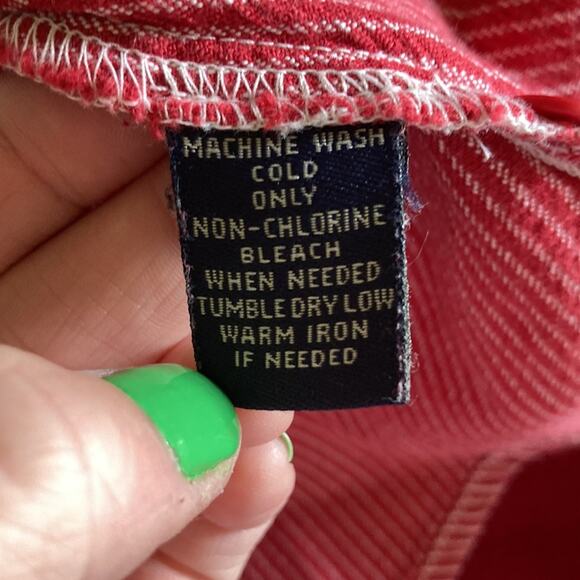 MACHINE WASH
COLD
ONLY
NON-CHLORINE
BLEACH
WHEN NEEDED
TUMBLE DRY LOW
WARM IRON
IF NEEDED